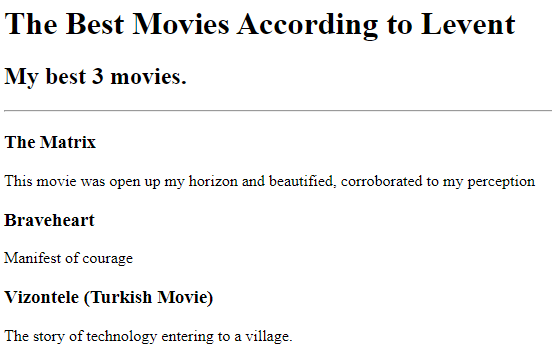 The Best Movies According to Levent
My best 3 movies.
The Matrix
This movie was open up my horizon and beautified, corroborated to my perception
Braveheart
Manifest of courage
Vizontele (Turkish Movie)
The story of technology entering to a village.